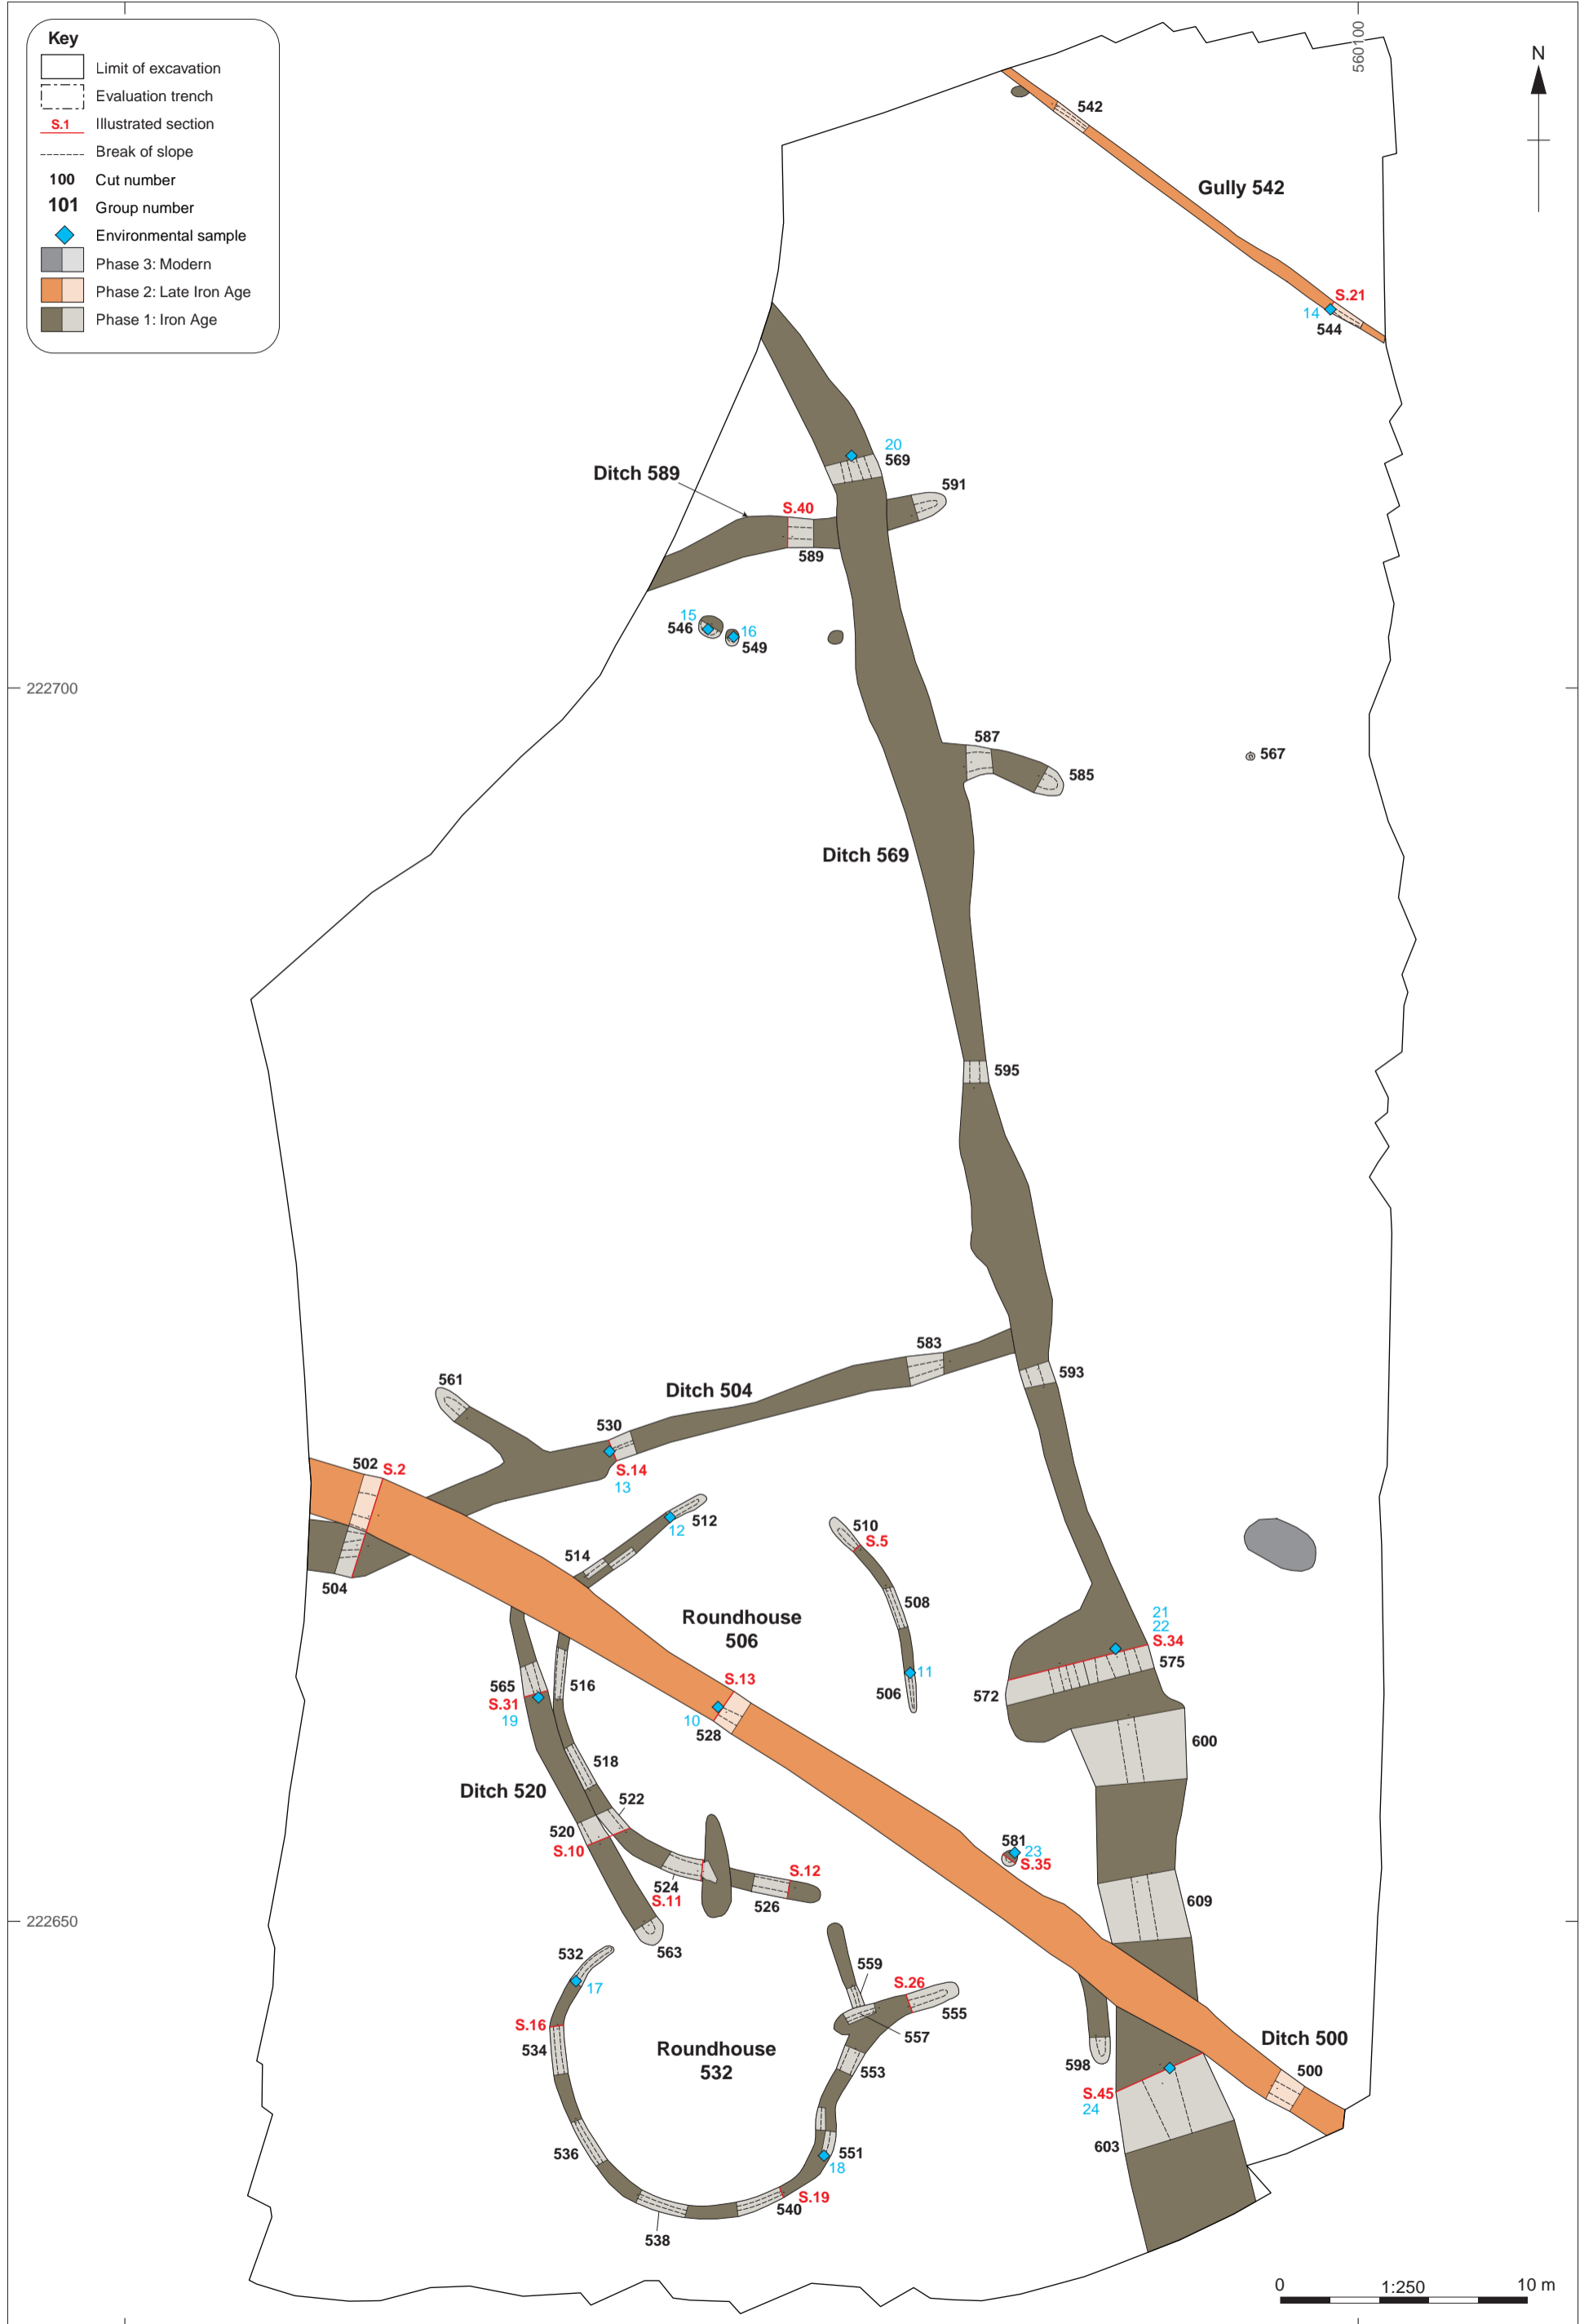 Key
Limit of excavation
Evaluation trench
S.1 Illustrated section
Break of slope
100 Cut number
101 Group number
Environmental sample
Phase 3: Modern
Phase 2: Late Iron Age
Phase 1: Iron Age
560100
N
542
Gully 542
S.21
14
544
20
569
Ditch 589
591
S.40
589
15
546
16
549
222700
587
567
585
Ditch 569
595
583
593
561
Ditch 504
530
502 S.2
S.14
13
504
512
12
510
S.5
514
508
Roundhouse
506
21
22
S.34
575
11
S.13
565
516
506
572
S.31
19
10
528
600
518
Ditch 520
522
520
S.10
581
23
S.35
S.12
524
S.11
526
609
222650
563
532
559
17
S.26
555
S.16
557
534
Roundhouse
532
Ditch 500
598
553
500
S.45
24
536
551
18
603
S.19
540
538
0 1:250 10 m